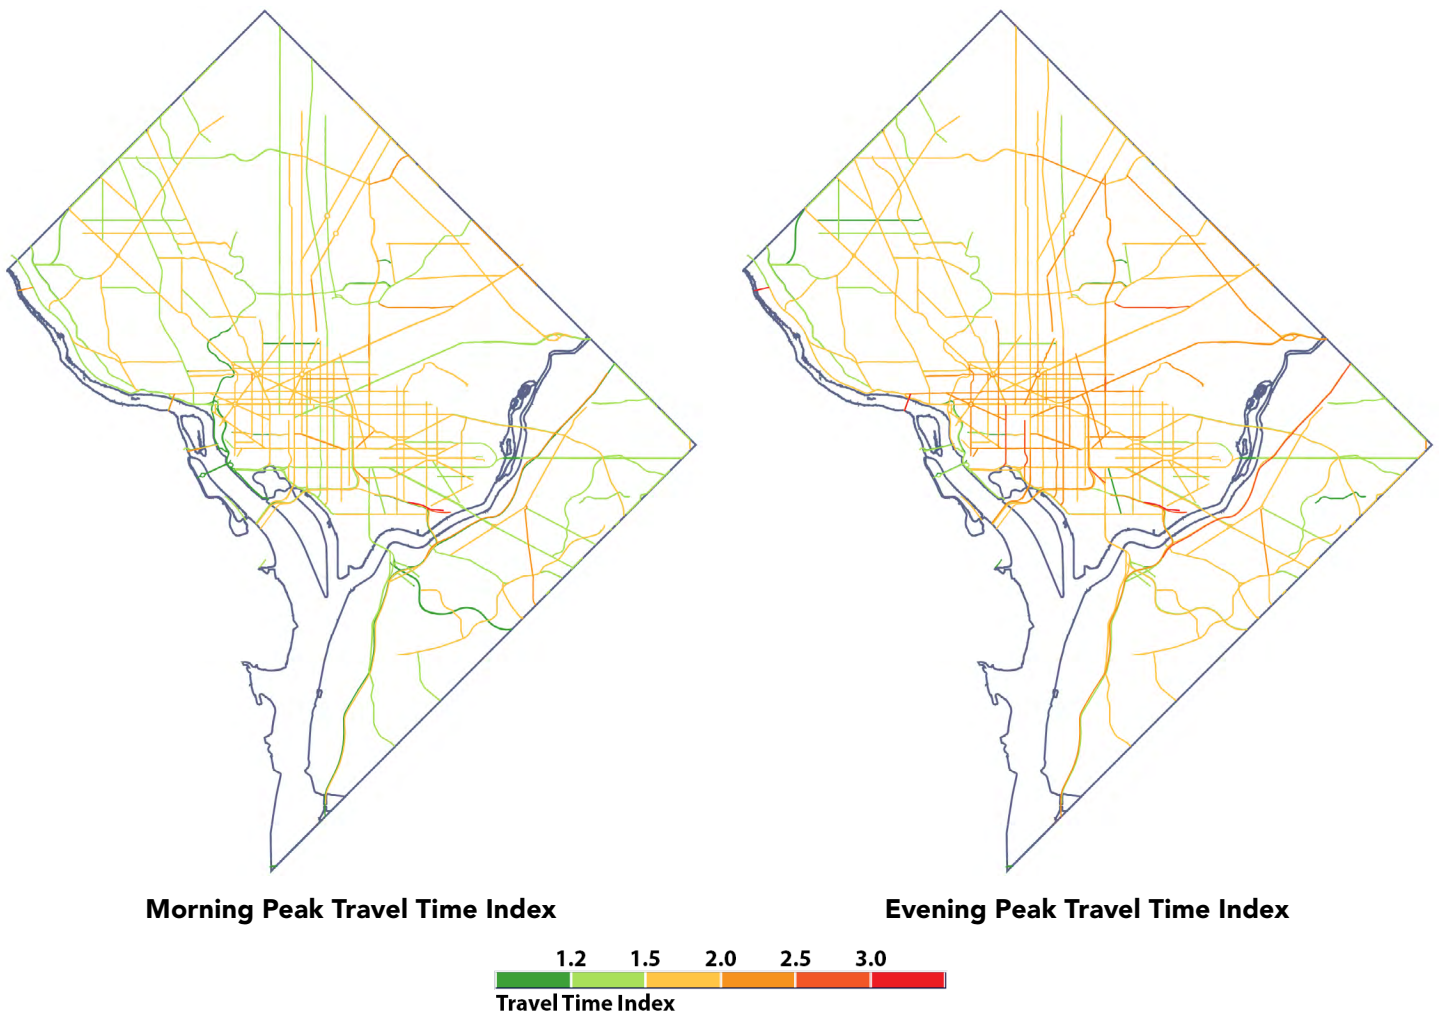 Morning Peak Travel Time Index
Evening Peak Travel Time Index
1.2 1.5 2.0 2.5 3.0
Travel Time Index